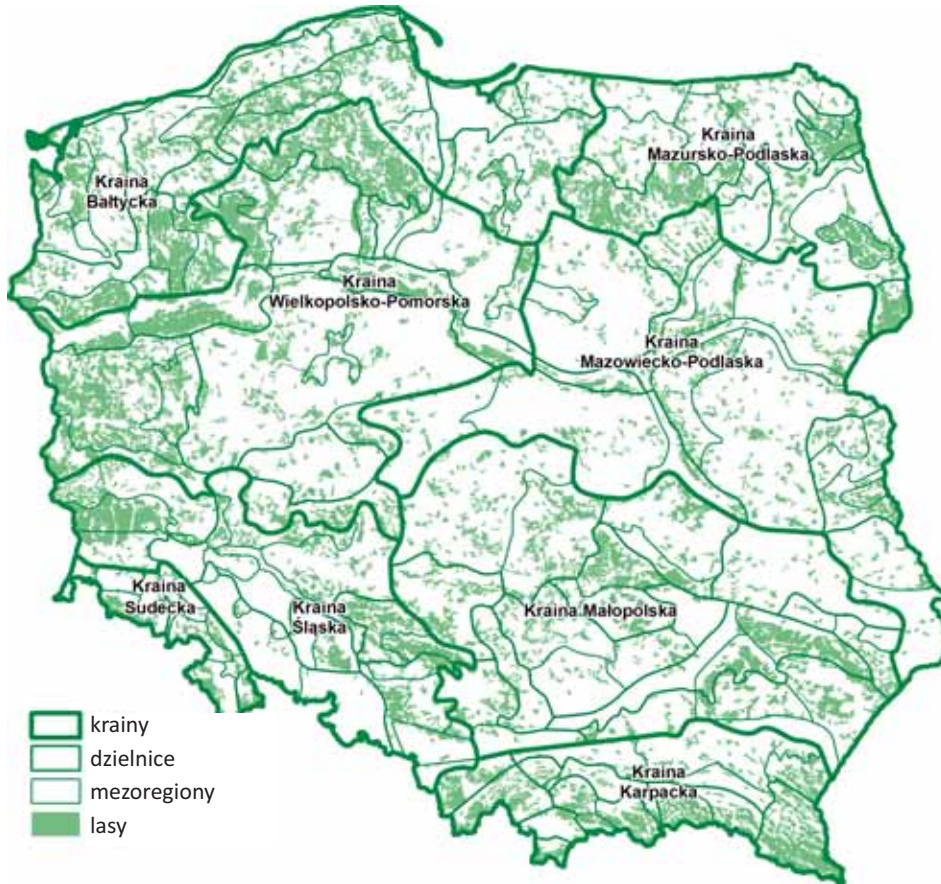 Kraina
Mazursko-Podlaska
Kraina
Bałtycka
Kraina
Wielkopolsko-Pomorska
Kraina
Mazowiecko-Podlaska
Kraina
Sudecka
Kraina
Śląska
Kraina Małopolska
Kraina
Karpacka
krainy
dzielnice
mezoregiony
lasy